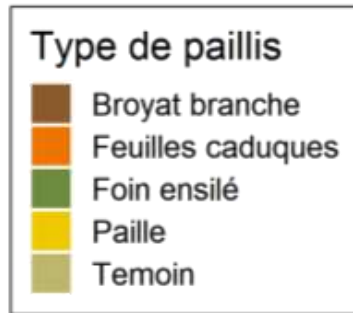 Type de paillis
Broyat branche
Feuilles caduques
Foin ensilé
Paille
Temoin